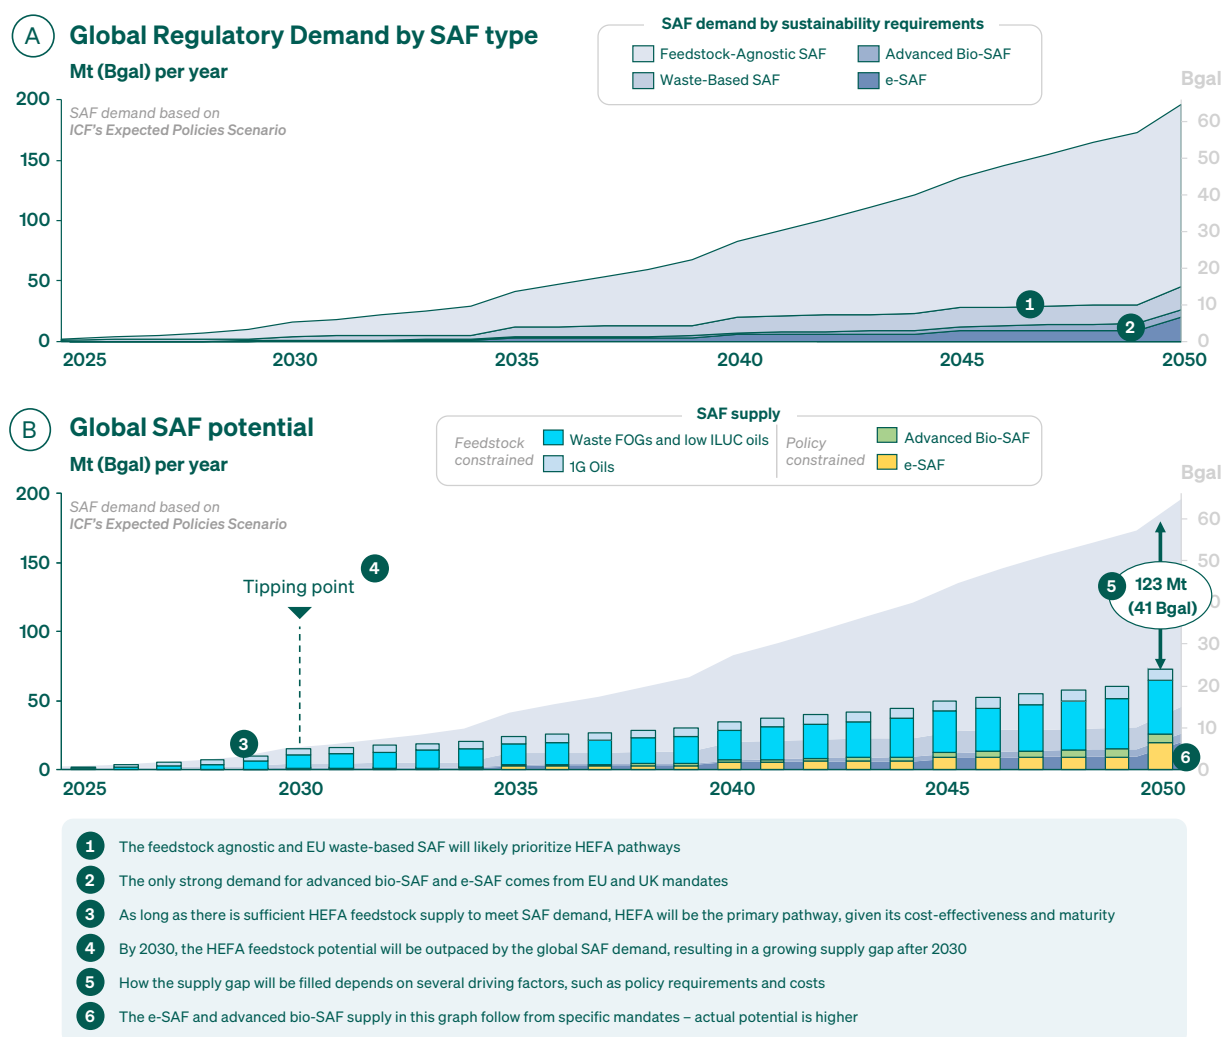 A
Global Regulatory Demand by SAF type
Mt (Bgal) per year
SAF demand by sustainability requirements
Feedstock-Agnostic SAF
Advanced Bio-SAF
Waste-Based SAF
e-SAF
Bgal
SAF demand based on
ICF's Expected Policies Scenario
200
150
100
50
0
60
50
40
30
20
10
0
1
2
2025 2030 2035 2040 2045 2050
B
Global SAF potential
Mt (Bgal) per year
SAF supply
Feedstock
constrained
Waste FOGs and low ILUC oils
1G Oils
Policy
constrained
Advanced Bio-SAF
e-SAF
Bgal
SAF demand based on
ICF's Expected Policies Scenario
200
150
100
50
0
60
50
30
20
10
0
4
Tipping point
3
5
123 Mt
(41 Bgal)
6
2025 2030 2035 2040 2045 2050
1 The feedstock agnostic and EU waste-based SAF will likely prioritize HEFA pathways
2 The only strong demand for advanced bio-SAF and e-SAF comes from EU and UK mandates
3 As long as there is sufficient HEFA feedstock supply to meet SAF demand, HEFA will be the primary pathway, given its cost-effectiveness and maturity
4 By 2030, the HEFA feedstock potential will be outpaced by the global SAF demand, resulting in a growing supply gap after 2030
5 How the supply gap will be filled depends on several driving factors, such as policy requirements and costs
6 The e-SAF and advanced bio-SAF supply in this graph follow from specific mandates – actual potential is higher